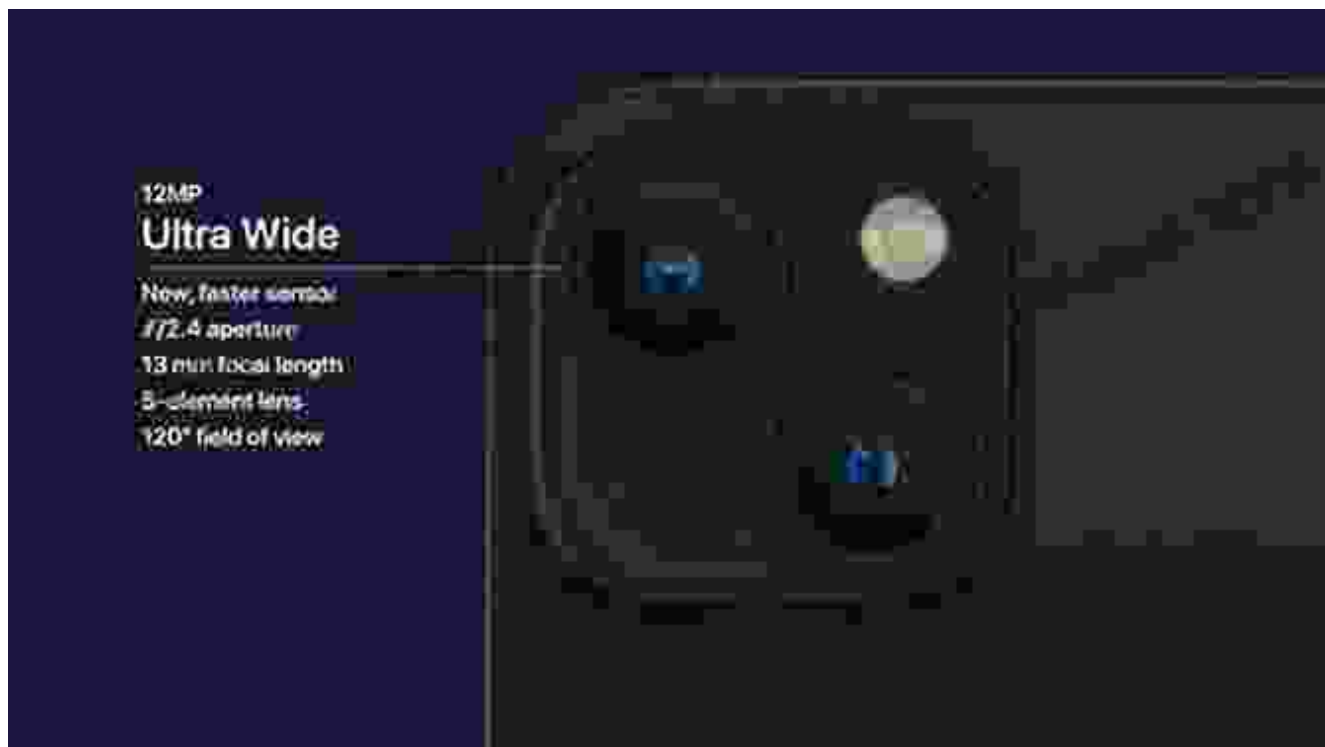 12MP
Ultra Wide
New, faster sensor
ƒ/2.4 aperture
13 mm focal length
5-element lens
120° field of view